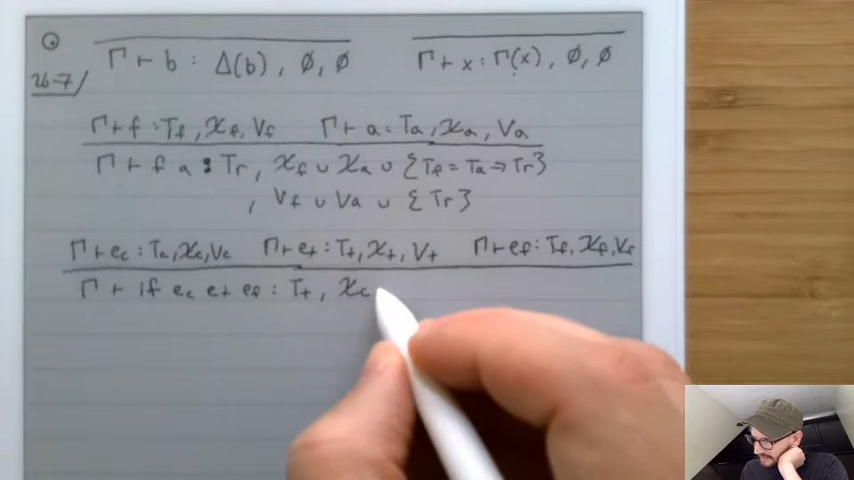 Γ ⊢ b : Δ(b), ∅, ∅    Γ ⊢ x : Γ(x), ∅, ∅
26-7/
Γ ⊢ f : Tf, Xf, Vf    Γ ⊢ a : Ta, Xa, Va
Γ ⊢ f a : Tr, Xf ∪ Xa ∪ {Tf = Ta → Tr}
, Vf ∪ Va ∪ {Tr}
Γ ⊢ ec : Tc, Xc, Vc    Γ ⊢ et : Tt, Xt, Vt    Γ ⊢ ef : Tf, Xf, Vf
Γ ⊢ if ec et ef : Tt, Xc